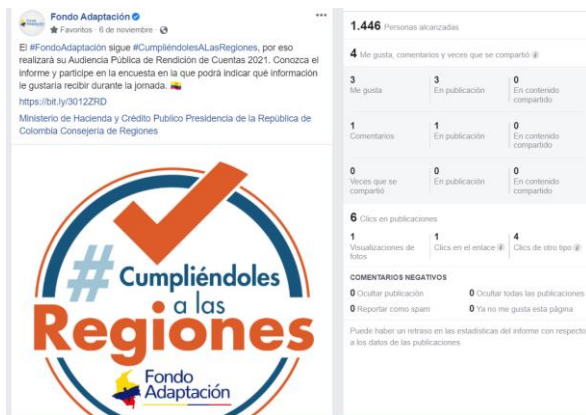 Fondo Adaptación
Favoritos · 6 de noviembre ·
El #FondoAdaptación sigue #CumpliéndolesALasRegiones, por eso
realizará su Audiencia Pública de Rendición de Cuentas 2021. Conozca el
informe y participe en la encuesta en la que podrá indicar qué información
le gustaría recibir durante la jornada.
https://bit.ly/3012ZRD
Ministerio de Hacienda y Crédito Publico Presidencia de la República de
Colombia Consejería de Regiones
# Cumpliéndoles
a las
Regiones
Fondo
Adaptación
1.446 Personas alcanzadas
4 Me gusta, comentarios y veces que se compartió
3
Me gusta
3
En publicación
0
En contenido
compartido
1
Comentarios
1
En publicación
0
En contenido
compartido
0
Veces que se
compartió
0
En publicación
0
En contenido
compartido
6 Clics en publicaciones
1
Visualizaciones de
fotos
1
Clics en el enlace
4
Clics de otro tipo
COMENTARIOS NEGATIVOS
0 Ocultar publicación
0 Ocultar todas las publicaciones
0 Reportar como spam
0 Ya no me gusta esta página
Puede haber un retraso en las estadísticas del informe con respecto
a los datos de las publicaciones